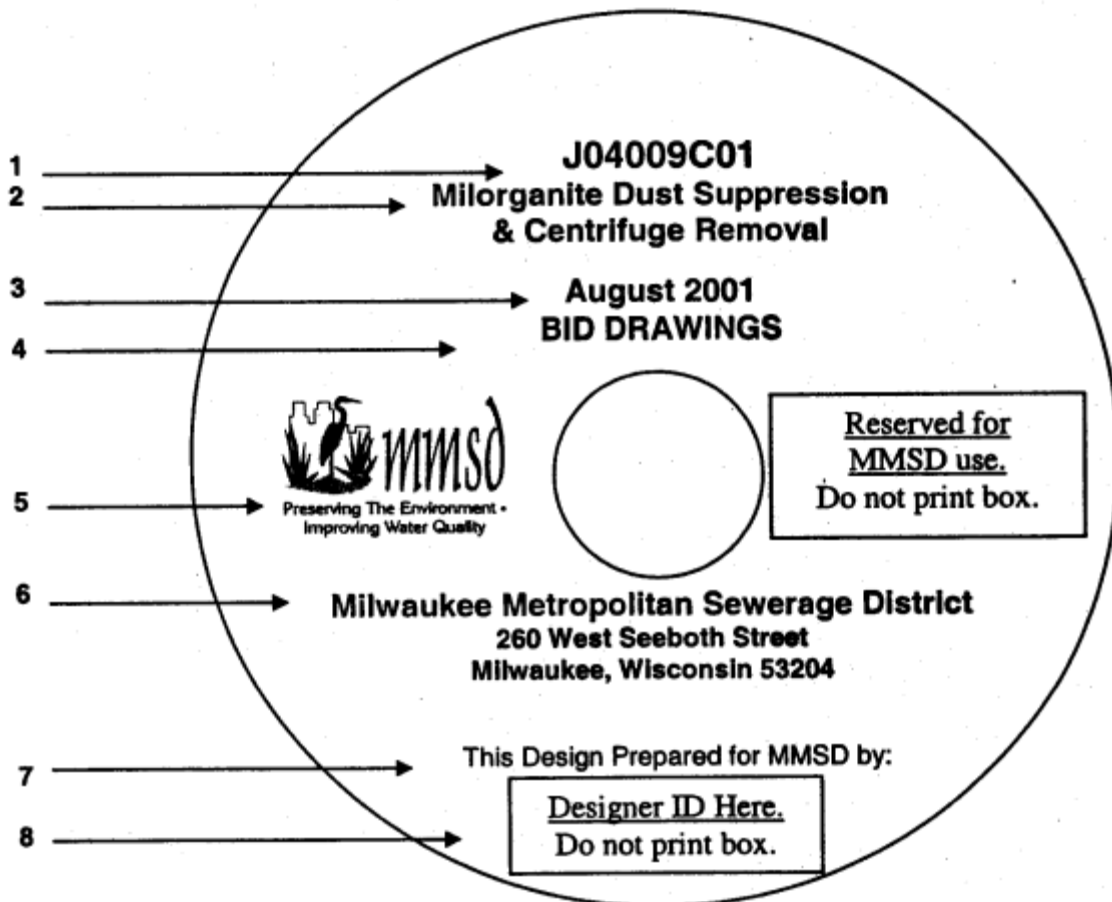 1
J04009C01
2
Milorganite Dust Suppression
& Centrifuge Removal
3
August 2001
4
BID DRAWINGS
mmsd
Preserving The Environment •
Improving Water Quality
5
Reserved for
MMSD use.
Do not print box.
6
Milwaukee Metropolitan Sewerage District
260 West Seeboth Street
Milwaukee, Wisconsin 53204
7
This Design Prepared for MMSD by:
8
Designer ID Here.
Do not print box.